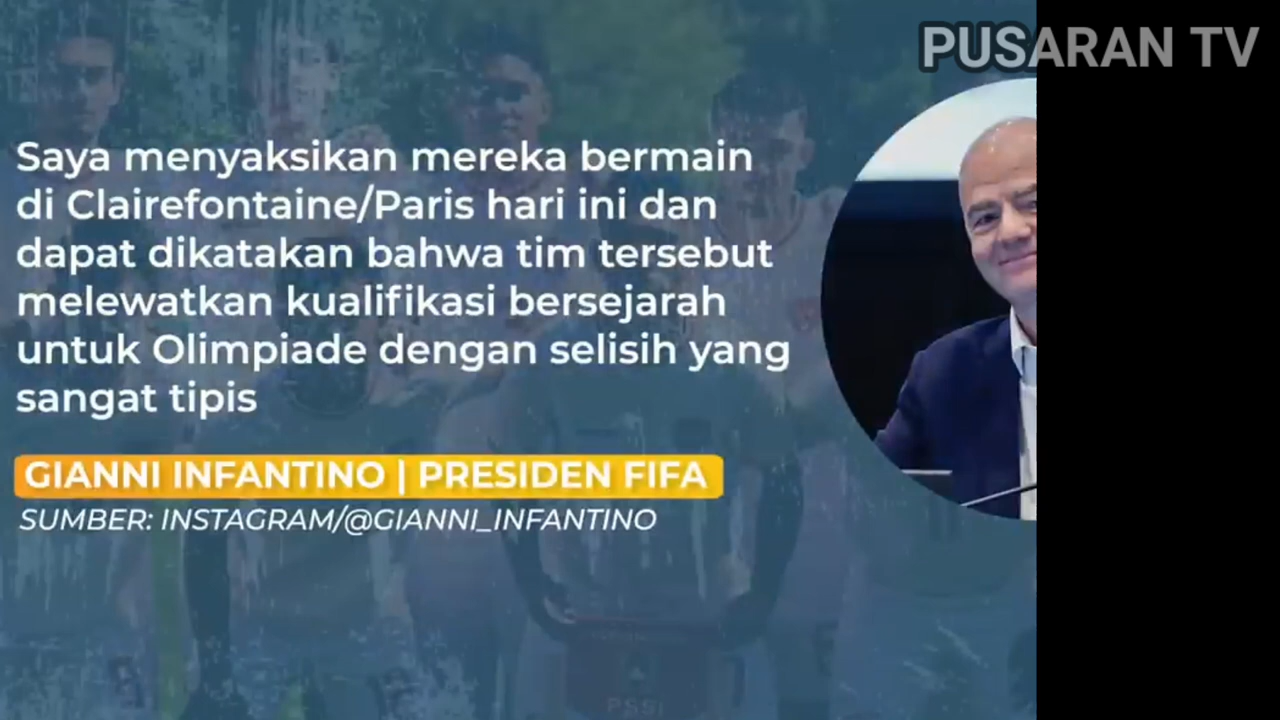 PUSARAN TV
Saya menyaksikan mereka bermain
di Clairefontaine/Paris hari ini dan
dapat dikatakan bahwa tim tersebut
melewatkan kualifikasi bersejarah
untuk Olimpiade dengan selisih yang
sangat tipis
GIANNI INFANTINO | PRESIDEN FIFA
SUMBER: INSTAGRAM/@GIANNI_INFANTINO
PSSI